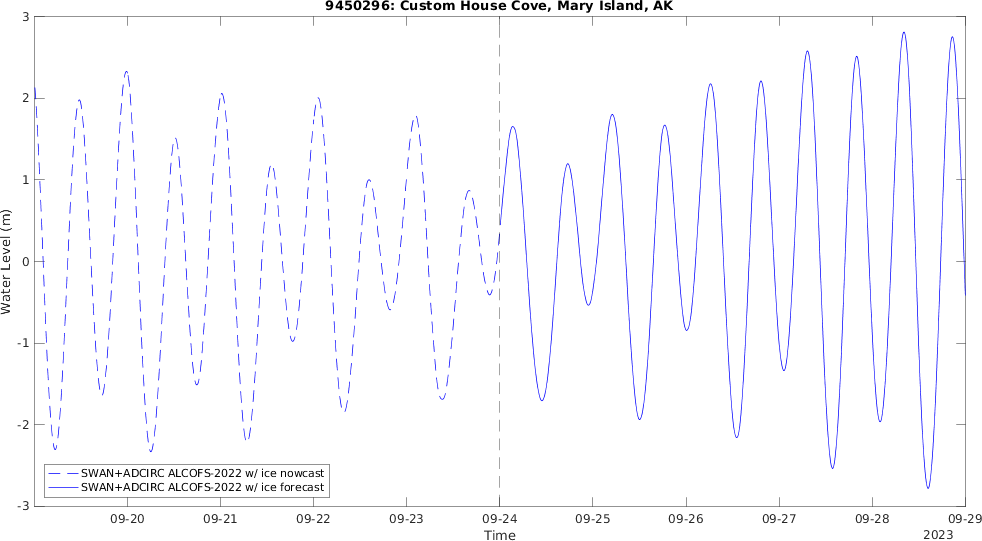 9450296: Custom House Cove, Mary Island, AK
3
2
1
0
-1
-2
-3
Water Level (m)
SWAN+ADCIRC ALCOFS-2022 w/ ice nowcast
SWAN+ADCIRC ALCOFS-2022 w/ ice forecast
09-20 09-21 09-22 09-23 09-24 09-25 09-26 09-27 09-28 09-29
Time
2023